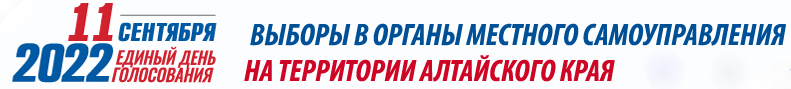 11 СЕНТЯБРЯ
2022 ЕДИНЫЙ ДЕНЬ
ГОЛОСОВАНИЯ
ВЫБОРЫ В ОРГАНЫ МЕСТНОГО САМОУПРАВЛЕНИЯ
НА ТЕРРИТОРИИ АЛТАЙСКОГО КРАЯ